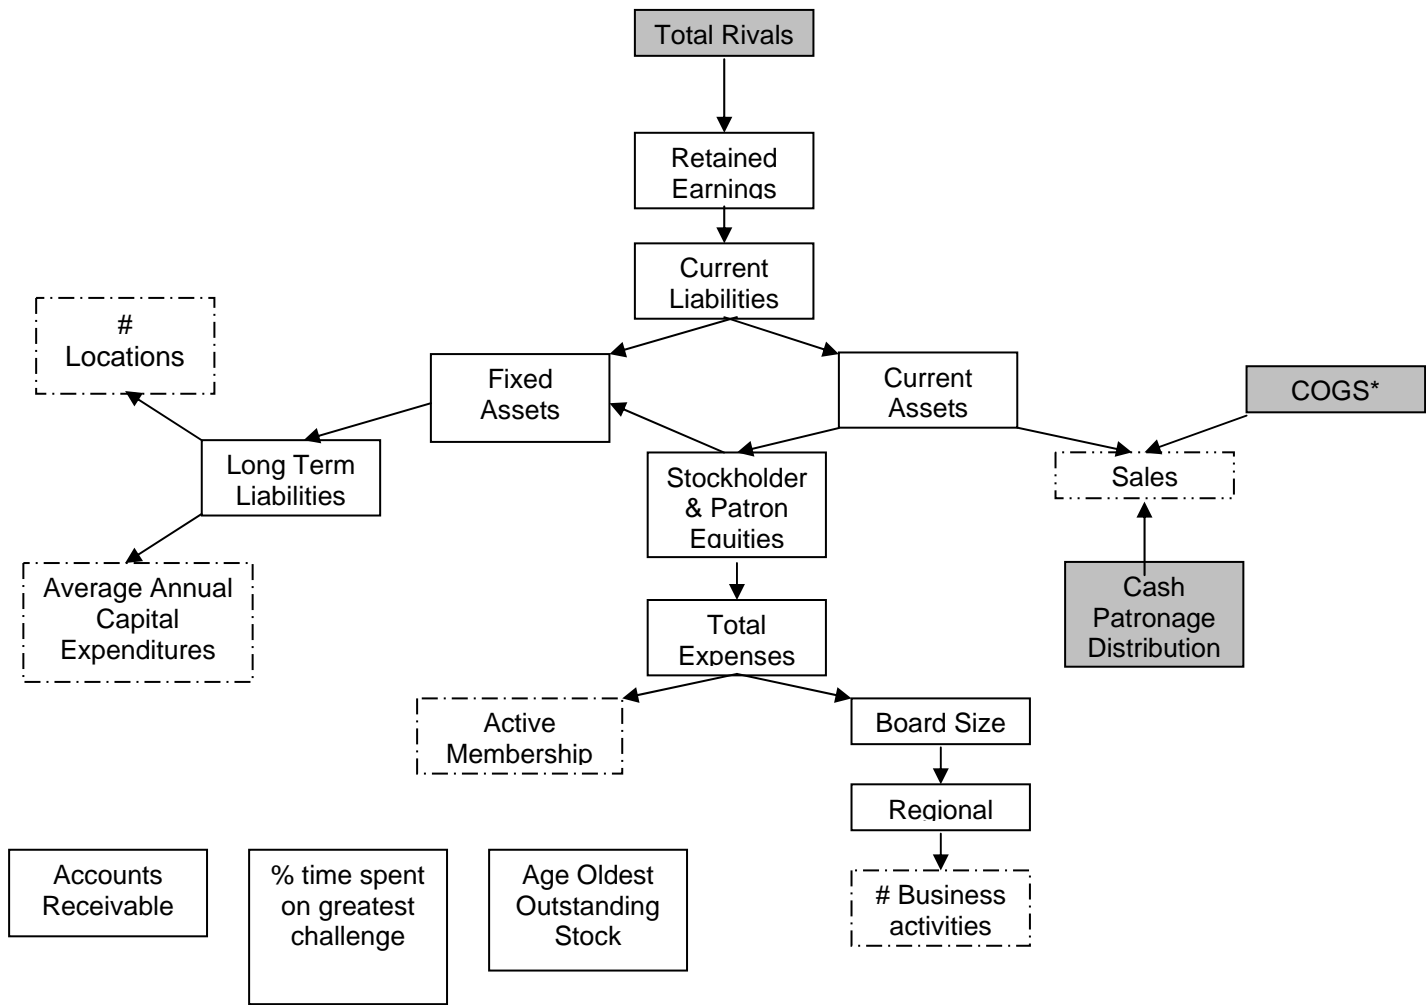 Total Rivals
Retained
Earnings
Current
Liabilities
#
Locations
Fixed
Assets
Current
Assets
COGS*
Long Term
Liabilities
Stockholder
& Patron
Equities
Sales
Average Annual
Capital
Expenditures
Cash
Patronage
Distribution
Total
Expenses
Active
Membership
Board Size
Regional
Accounts
Receivable
% time spent
on greatest
challenge
Age Oldest
Outstanding
Stock
# Business
activities